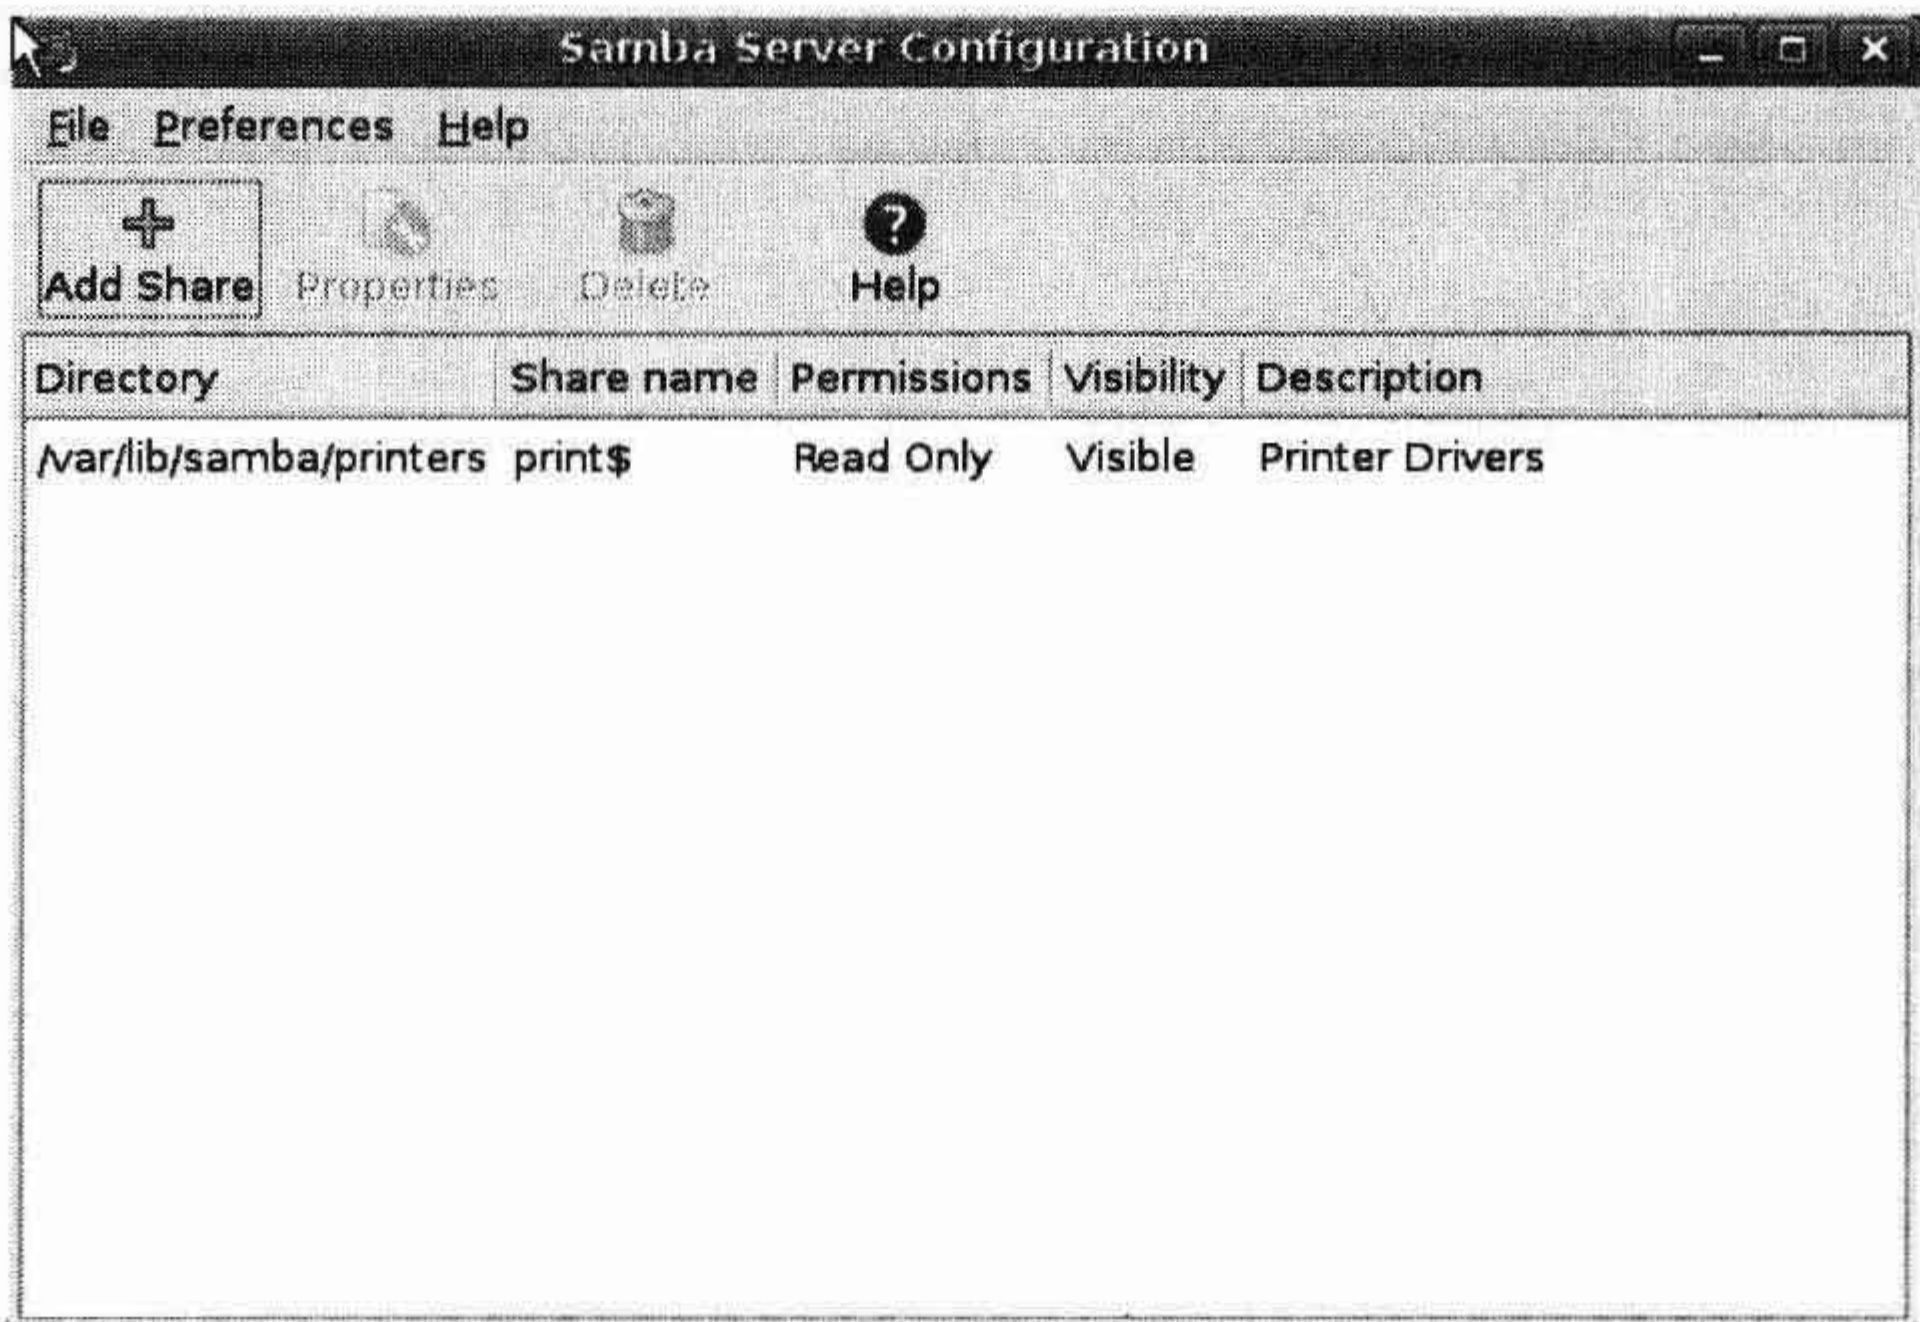 Samba Server Configuration
File Preferences Help
Add Share Properties Delete Help
Directory Share name Permissions Visibility Description
/var/lib/samba/printers print$ Read Only Visible Printer Drivers